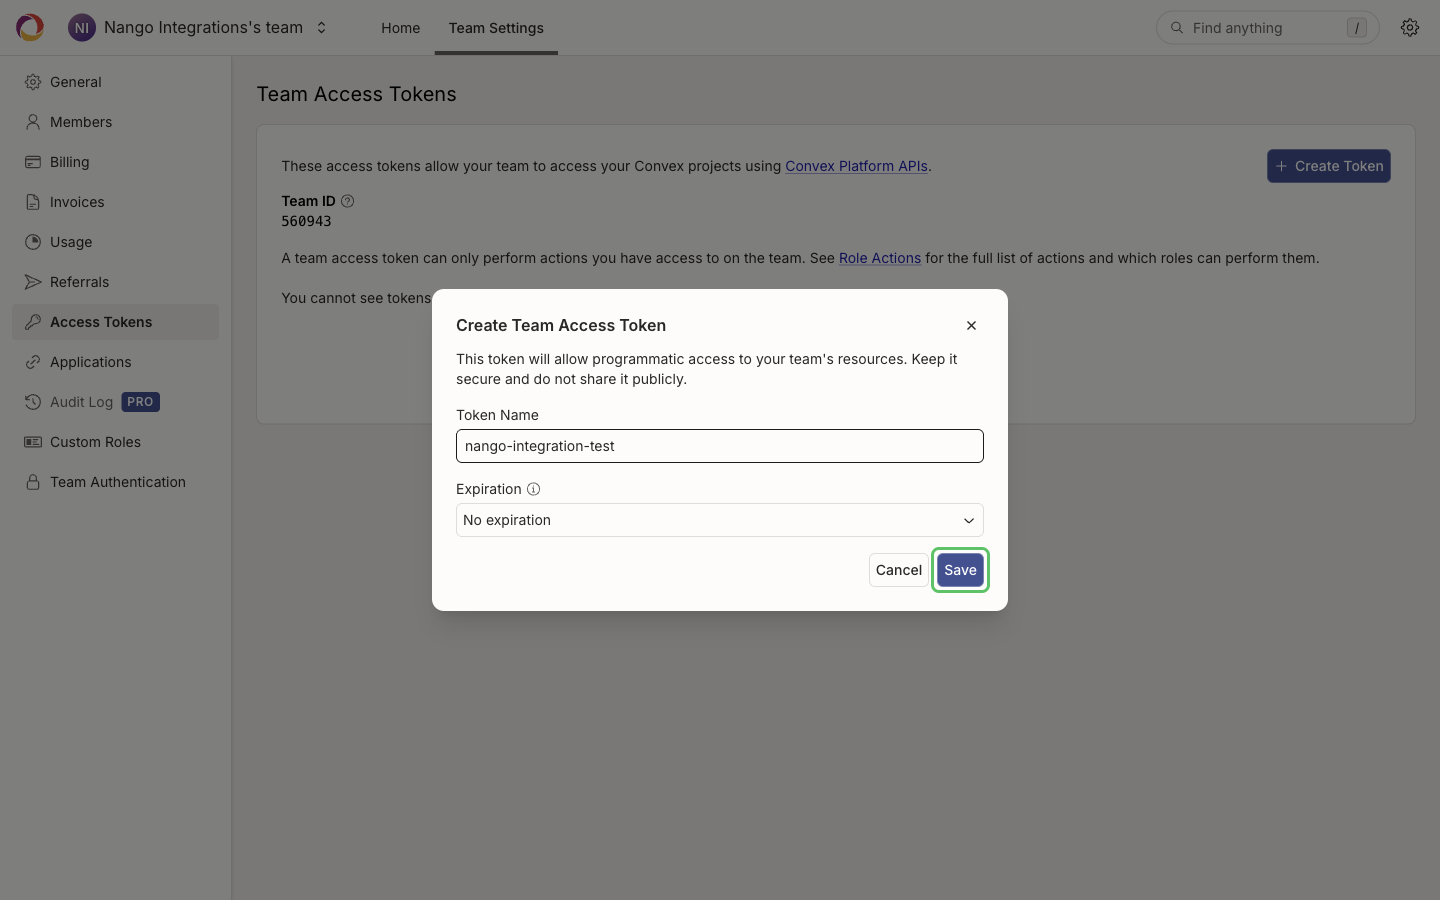 NI Nango Integrations's team
Home
Team Settings
Find anything /
General
Members
Billing
Invoices
Usage
Referrals
Access Tokens
Applications
Audit Log PRO
Custom Roles
Team Authentication
Team Access Tokens
These access tokens allow your team to access your Convex projects using Convex Platform APIs.
+ Create Token
Team ID
560943
A team access token can only perform actions you have access to on the team. See Role Actions for the full list of actions and which roles can perform them.
You cannot see tokens
Create Team Access Token
This token will allow programmatic access to your team's resources. Keep it
secure and do not share it publicly.
Token Name
nango-integration-test
Expiration
No expiration
Cancel
Save